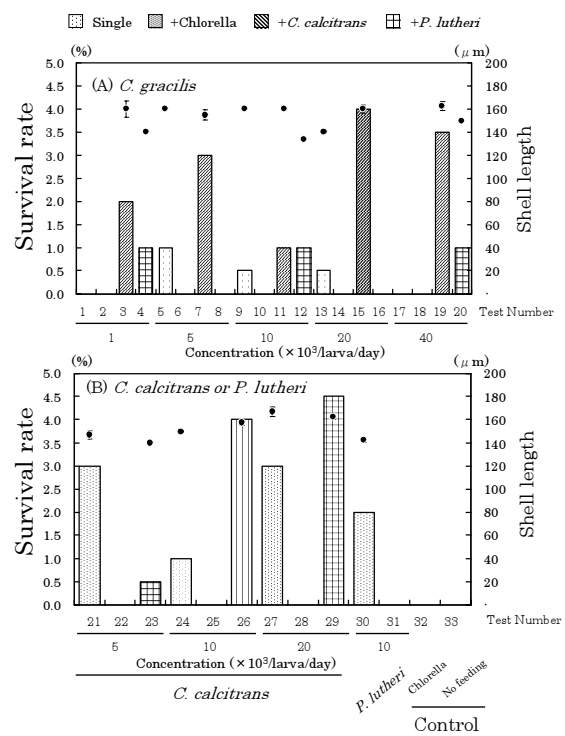 Single +Chlorella +C. calcitrans +P. lutheri
(%) (μm)
5.0 200
(A) C. gracilis
4.5 180
4.0 160
3.5 140
3.0 120
2.5 100
2.0 80
1.5 60
1.0 40
0.5 20
0.0 .
Survival rate
Shell length
1 2 3 4 5 6 7 8 9 10 11 12 13 14 15 16 17 18 19 20 Test Number
1 5 10 20 40
Concentration (×10³/larva/day)
(%) (μm)
5.0 200
(B) C. calcitrans or P. lutheri
4.5 180
4.0 160
3.5 140
3.0 120
2.5 100
2.0 80
1.5 60
1.0 40
0.5 20
0.0 .
Survival rate
Shell length
21 22 23 24 25 26 27 28 29 30 31 32 33 Test Number
5 10 20 10
Concentration (×10³/larva/day)
C. calcitrans
P. lutheri
Chlorella
No feeding
Control